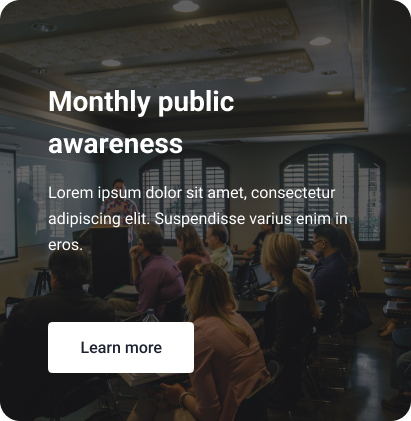 Monthly public
awareness
Lorem ipsum dolor sit amet, consectetur
adipiscing elit. Suspendisse varius enim in
eros.
Learn more